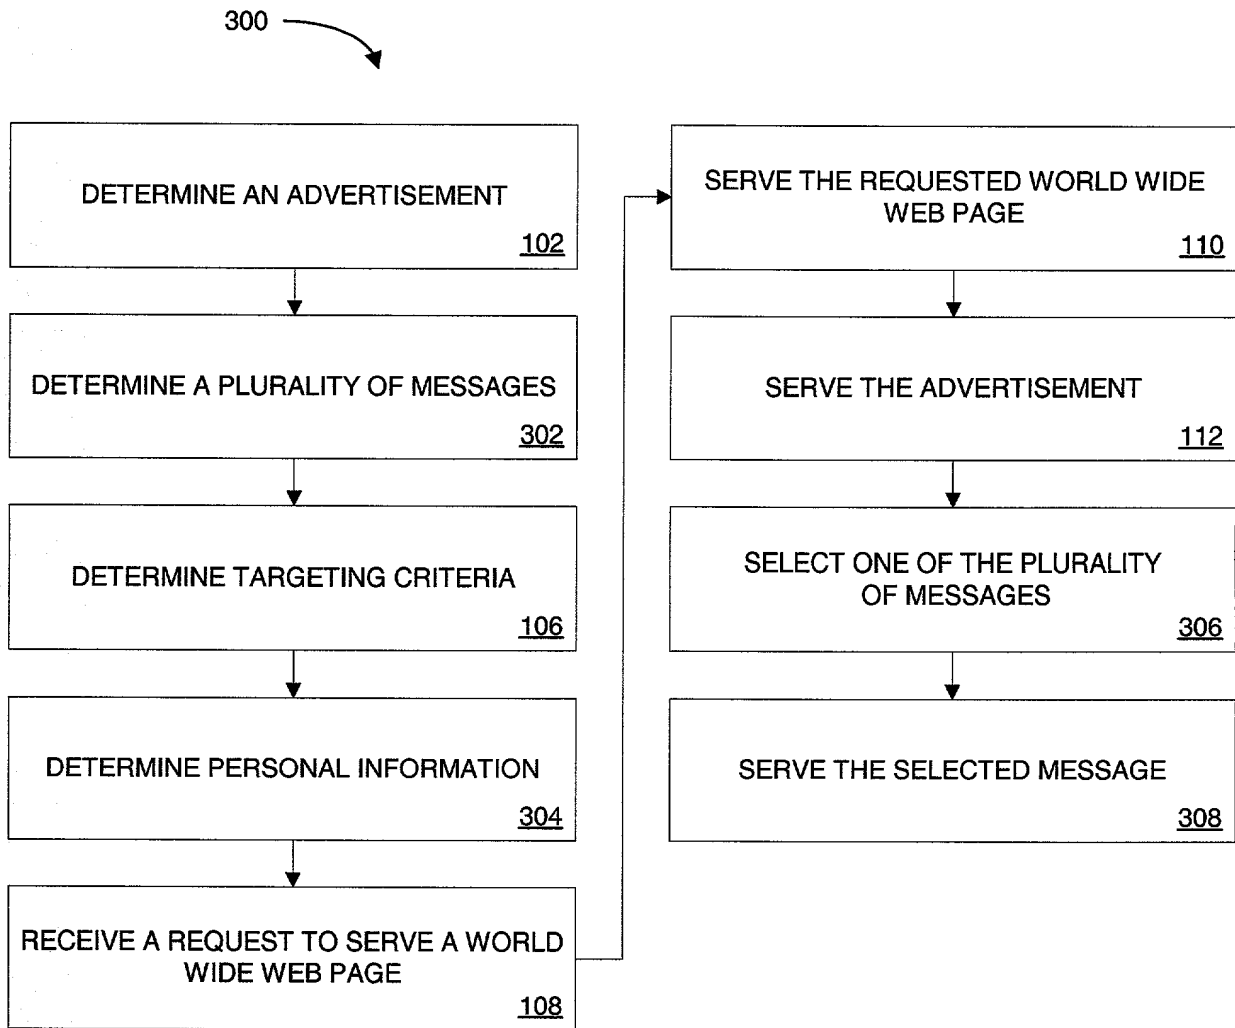 300
DETERMINE AN ADVERTISEMENT
102
DETERMINE A PLURALITY OF MESSAGES
302
DETERMINE TARGETING CRITERIA
106
DETERMINE PERSONAL INFORMATION
304
RECEIVE A REQUEST TO SERVE A WORLD
WIDE WEB PAGE
108
SERVE THE REQUESTED WORLD WIDE
WEB PAGE
110
SERVE THE ADVERTISEMENT
112
SELECT ONE OF THE PLURALITY
OF MESSAGES
306
SERVE THE SELECTED MESSAGE
308